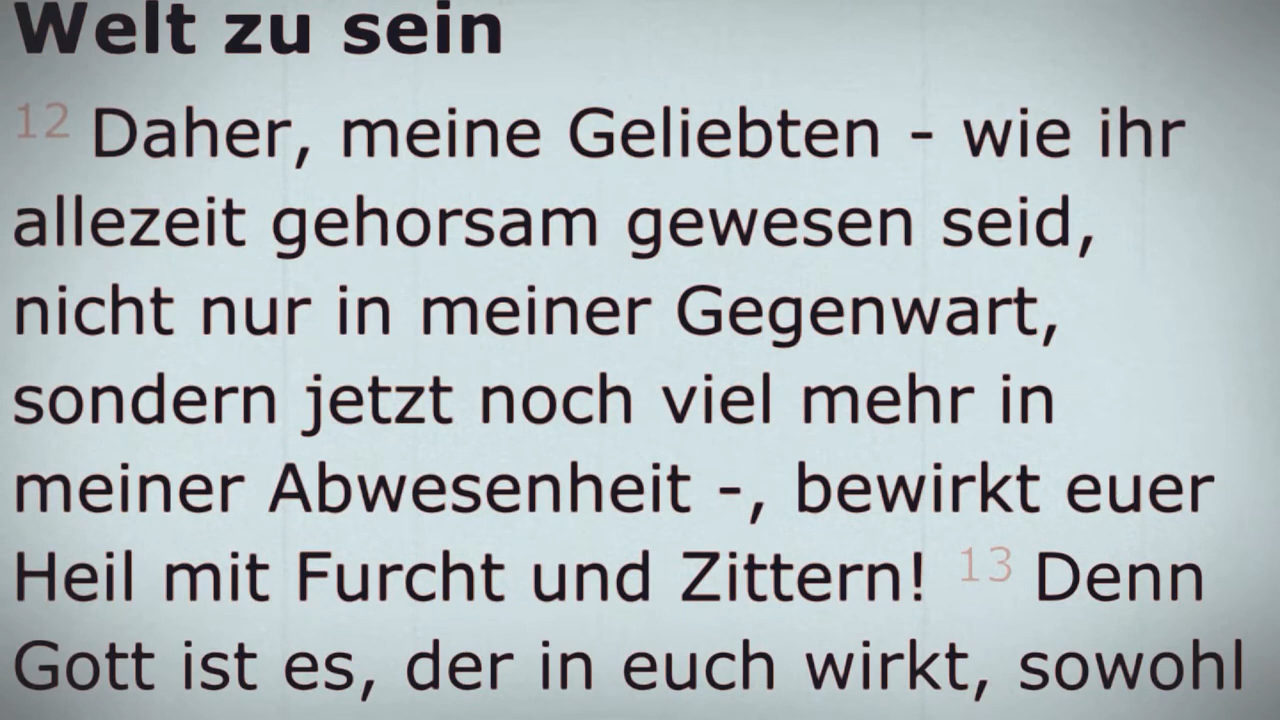 Welt zu sein
12 Daher, meine Geliebten - wie ihr
allezeit gehorsam gewesen seid,
nicht nur in meiner Gegenwart,
sondern jetzt noch viel mehr in
meiner Abwesenheit -, bewirkt euer
Heil mit Furcht und Zittern! 13 Denn
Gott ist es, der in euch wirkt, sowohl